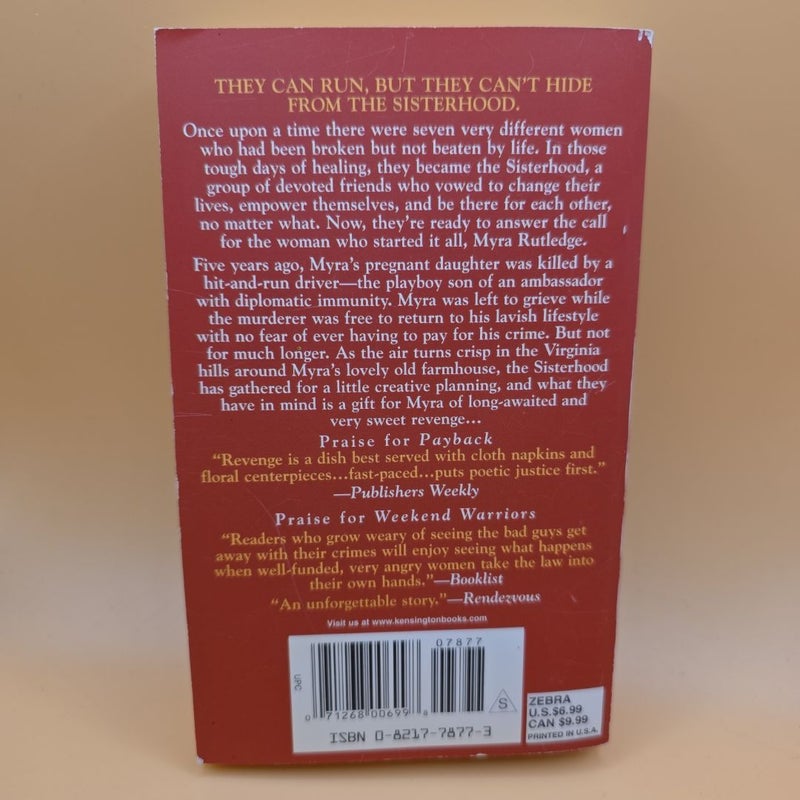 THEY CAN RUN, BUT THEY CAN'T HIDE
FROM THE SISTERHOOD.
Once upon a time there were seven very different women
who had been broken but not beaten by life. In those
tough days of healing, they became the Sisterhood, a
group of devoted friends who vowed to change their
lives, empower themselves, and be there for each other,
no matter what. Now, they're ready to answer the call
for the woman who started it all, Myra Rutledge.
Five years ago, Myra's pregnant daughter was killed by a
hit-and-run driver—the playboy son of an ambassador
with diplomatic immunity. Myra was left to grieve while
the murderer was free to return to his lavish lifestyle
with no fear of ever having to pay for his crime. But not
for much longer. As the air turns crisp in the Virginia
hills around Myra's lovely old farmhouse, the Sisterhood
has gathered for a little creative planning, and what they
have in mind is a gift for Myra of long-awaited and
very sweet revenge...
Praise for Payback
“Revenge is a dish best served with cloth napkins and
floral centerpieces...fast-paced...puts poetic justice first.”
—Publishers Weekly
Praise for Weekend Warriors
“Readers who grow weary of seeing the bad guys get
away with their crimes will enjoy seeing what happens
when well-funded, very angry women take the law into
their own hands.”—Booklist
“An unforgettable story.”—Rendezvous
Visit us at www.kensingtonbooks.com
07877
UPC
0 71268 00699 8
S
ISBN 0-8217-7877-3
ZEBRA
U.S.$6.99
CAN $9.99
PRINTED IN U.S.A.